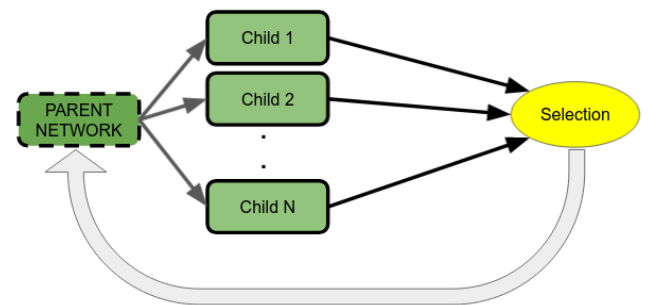 Child 1
PARENT
NETWORK
Child 2
Selection
Child N